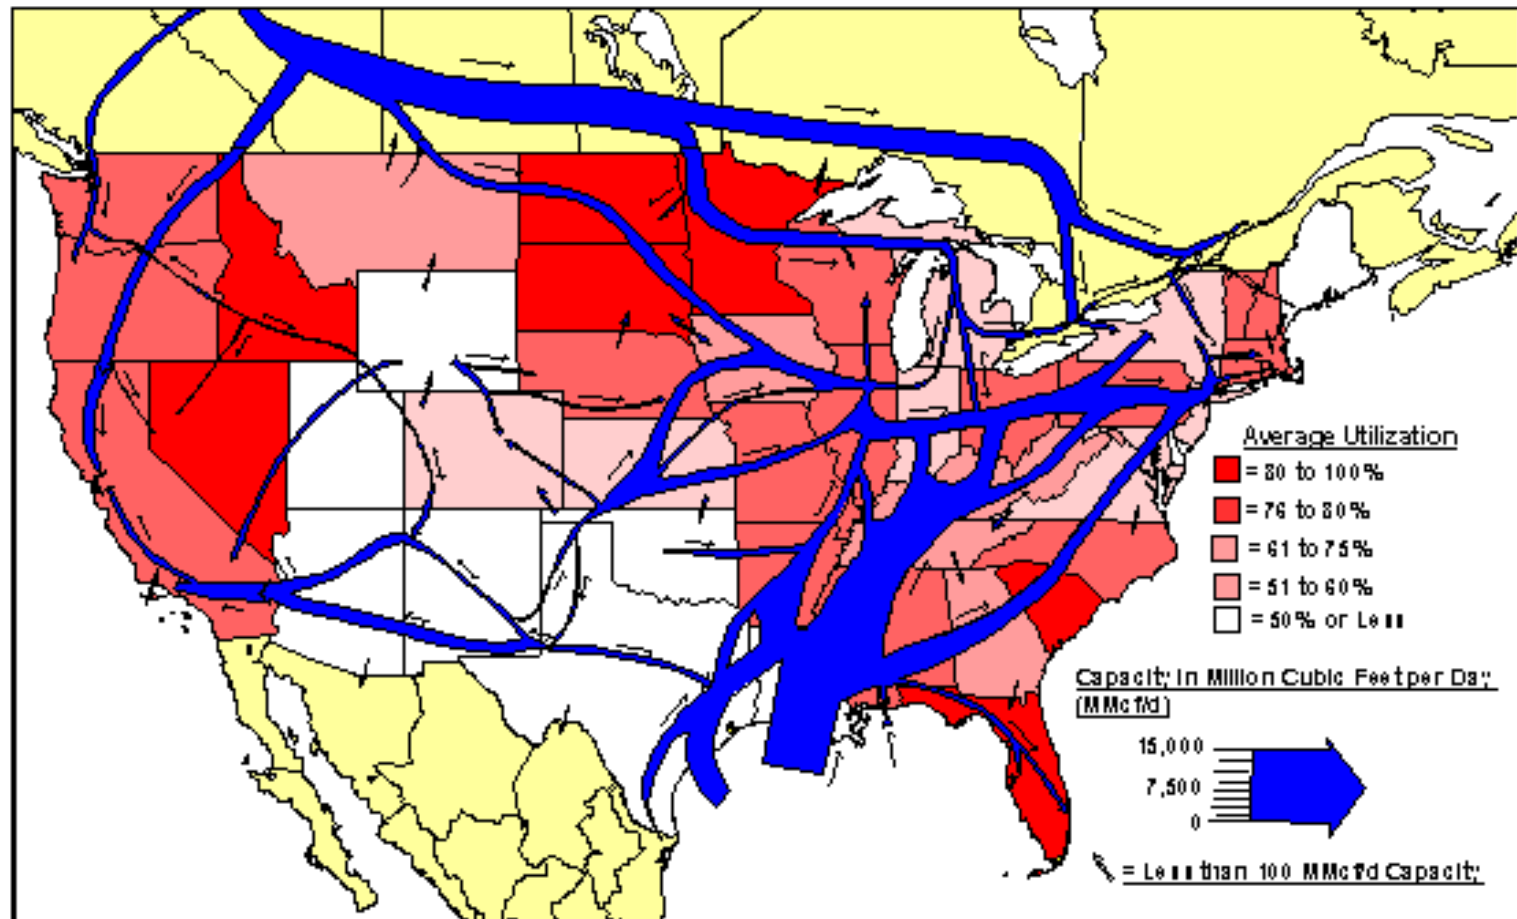 Average Utilization
= 80 to 100%
= 76 to 80%
= 61 to 75%
= 51 to 60%
= 50% or Less
Capacity in Million Cubic Feet per Day
(MMcf/d)
15,000
7,500
0
= Less than 100 MMcf/d Capacity